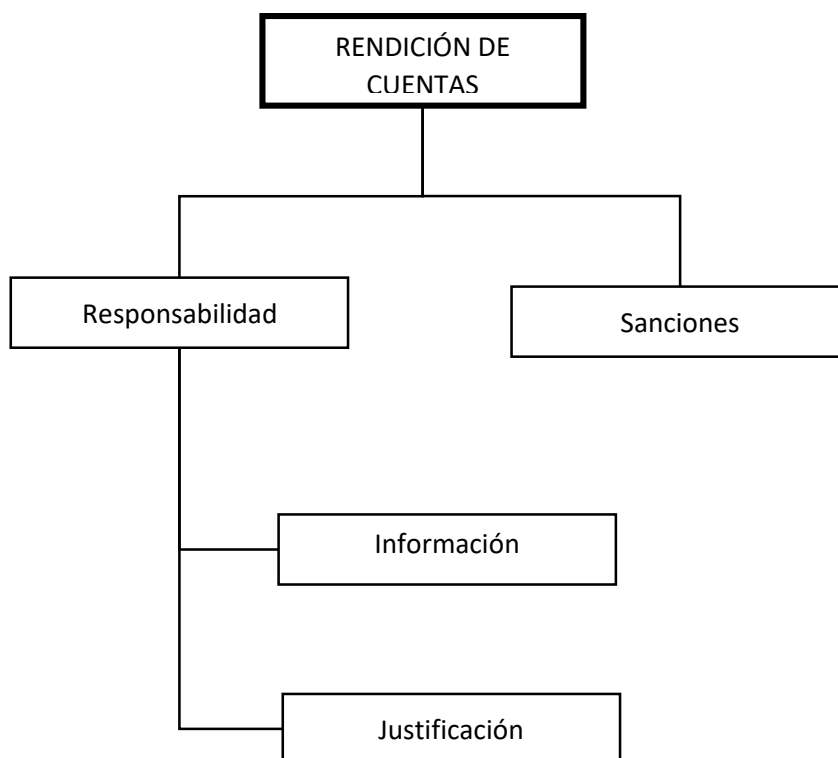 RENDICIÓN DE
CUENTAS
Responsabilidad
Sanciones
Información
Justificación